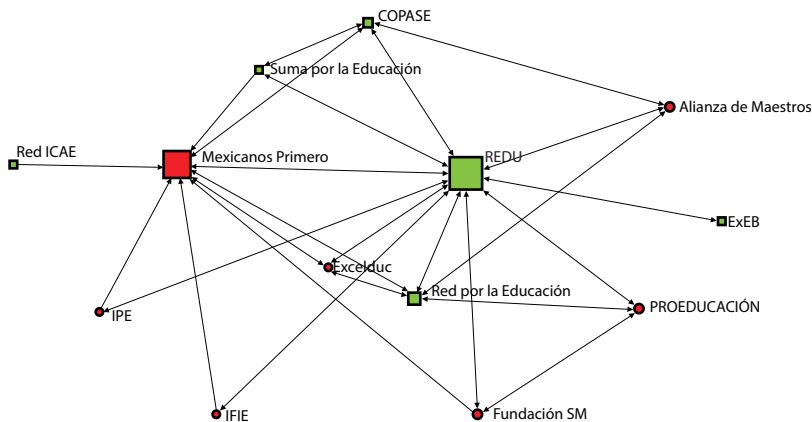 COPASE
Suma por la Educación
Alianza de Maestros
Red ICAE
Mexicanos Primero
REDU
ExEB
Excelduc
Red por la Educación
PROEDUCACIÓN
IPE
IFIE
Fundación SM